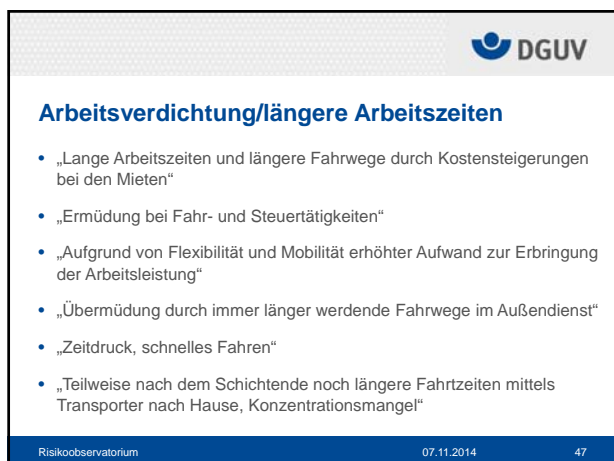 DGUV
Arbeitsverdichtung/längere Arbeitszeiten
• „Lange Arbeitszeiten und längere Fahrwege durch Kostensteigerungen
bei den Mieten“
• „Ermüdung bei Fahr- und Steuertätigkeiten“
• „Aufgrund von Flexibilität und Mobilität erhöhter Aufwand zur Erbringung
der Arbeitsleistung“
• „Übermüdung durch immer länger werdende Fahrwege im Außendienst“
• „Zeitdruck, schnelles Fahren“
• „Teilweise nach dem Schichtende noch längere Fahrtzeiten mittels
Transporter nach Hause, Konzentrationsmangel“
Risikoobservatorium 07.11.2014 47